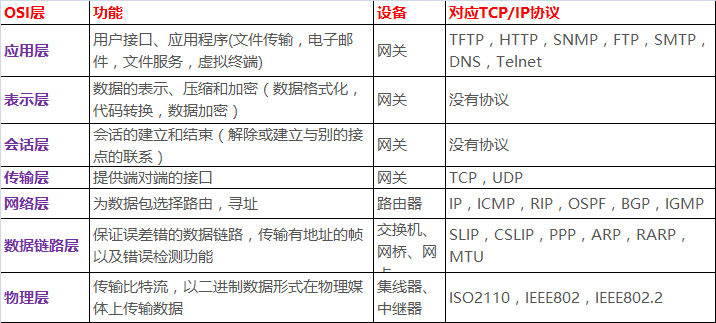 OSI层 功能 设备 对应TCP/IP协议
应用层 用户接口、应用程序(文件传输，电子邮件，文件服务，虚拟终端) 网关 TFTP，HTTP，SNMP，FTP，SMTP，DNS，Telnet
表示层 数据的表示、压缩和加密（数据格式化，代码转换，数据加密） 网关 没有协议
会话层 会话的建立和结束（解除或建立与别的接点的联系） 网关 没有协议
传输层 提供端对端的接口 网关 TCP，UDP
网络层 为数据包选择路由，寻址 路由器 IP，ICMP，RIP，OSPF，BGP，IGMP
数据链路层 保证误差错的数据链路，传输有地址的帧以及错误检测功能 交换机、网桥、网卡 SLIP，CSLIP，PPP，ARP，RARP，MTU
物理层 传输比特流，以二进制数据形式在物理媒体上传输数据 集线器、中继器 ISO2110，IEEE802，IEEE802.2